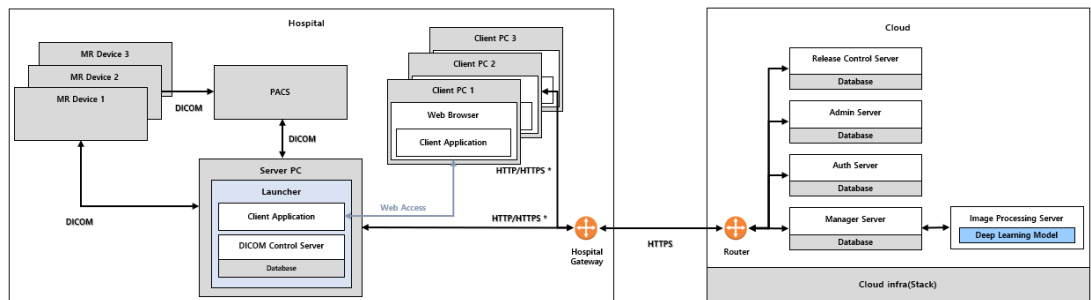 Hospital
MR Device 3
MR Device 2
MR Device 1
DICOM
PACS
DICOM
DICOM
Client PC 3
Client PC 2
Client PC 1
Web Browser
Client Application
HTTP/HTTPS *
Server PC
Launcher
Client Application
DICOM Control Server
Database
Web Access
HTTP/HTTPS *
Hospital
Gateway
HTTPS
Cloud
Router
Release Control Server
Database
Admin Server
Database
Auth Server
Database
Manager Server
Database
Image Processing Server
Deep Learning Model
Cloud infra(Stack)